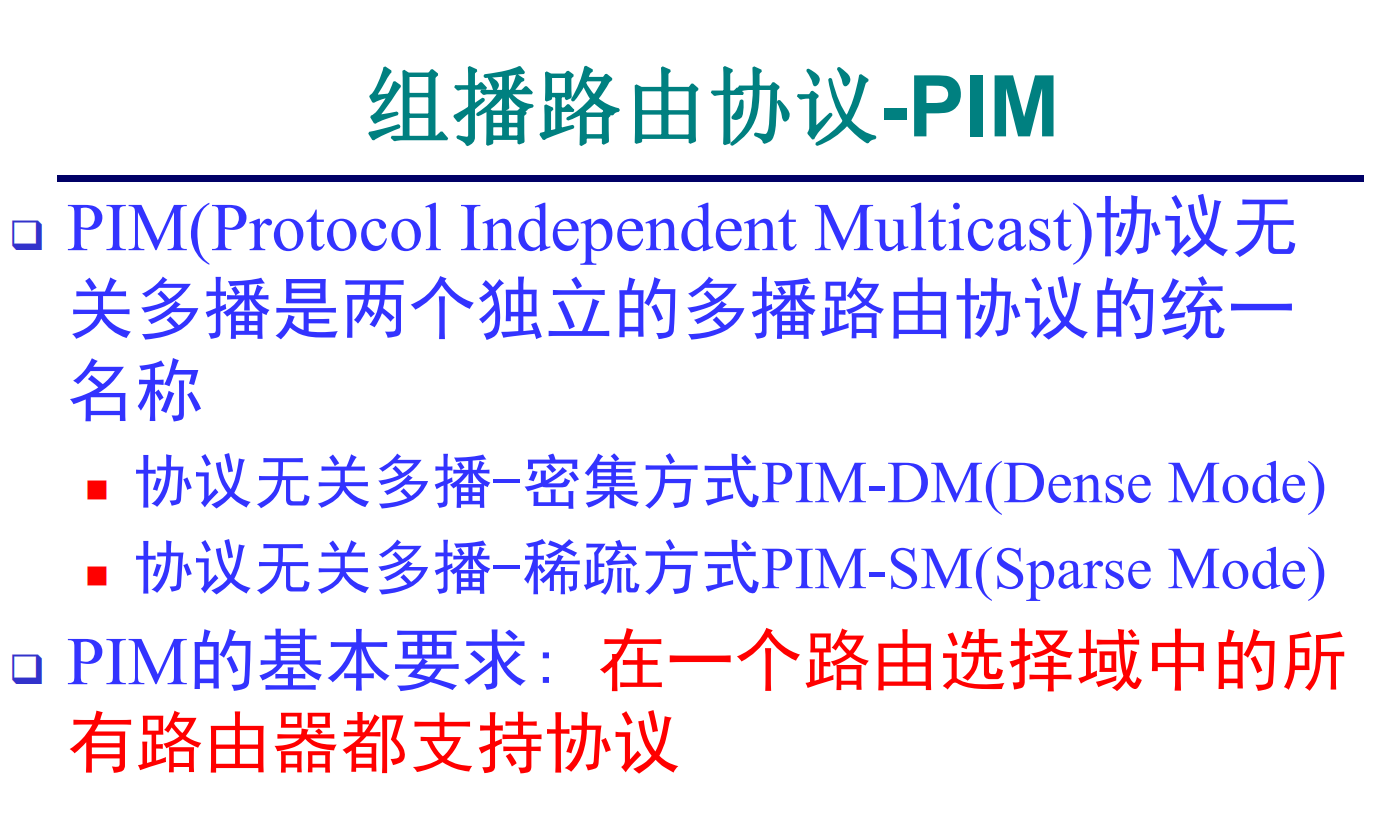 组播路由协议-PIM
PIM(Protocol Independent Multicast)协议无
关多播是两个独立的多播路由协议的统一
名称
协议无关多播-密集方式PIM-DM(Dense Mode)
协议无关多播-稀疏方式PIM-SM(Sparse Mode)
PIM的基本要求：在一个路由选择域中的所
有路由器都支持协议